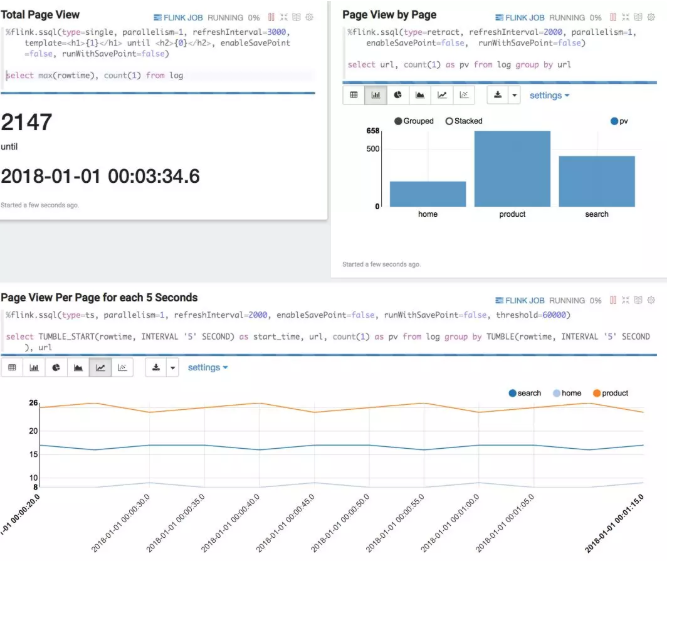 Total Page View
FLINK JOB RUNNING 0%
%flink.ssql(type=single, parallelism=1, refreshInterval=3000,
template=<h1>{1}</h1> until <h2>{0}</h2>, enableSavePoint
=false, runWithSavePoint=false)
select max(rowtime), count(1) from log
2147
until
2018-01-01 00:03:34.6
Started a few seconds ago.
Page View by Page
FLINK JOB RUNNING 0%
%flink.ssql(type=retract, refreshInterval=2000, parallelism=1,
enableSavePoint=false, runWithSavePoint=false)
select url, count(1) as pv from log group by url
settings
Grouped Stacked pv
658
500
0
home product search
Started a few seconds ago.
Page View Per Page for each 5 Seconds
FLINK JOB RUNNING 0%
%flink.ssql(type=ts, parallelism=1, refreshInterval=2000, enableSavePoint=false, runWithSavePoint=false, threshold=60000)
select TUMBLE_START(rowtime, INTERVAL '5' SECOND) as start_time, url, count(1) as pv from log group by TUMBLE(rowtime, INTERVAL '5' SECOND
), url
settings
search home product
26
20
15
10
8
-01 00:00:20.0
2018-01-01 00:00:30.0
2018-01-01 00:00:35.0
2018-01-01 00:00:40.0
2018-01-01 00:00:45.0
2018-01-01 00:00:50.0
2018-01-01 00:00:55.0
2018-01-01 00:01:00.0
2018-01-01 00:01:05.0
2018-01-01 00:01:15.0